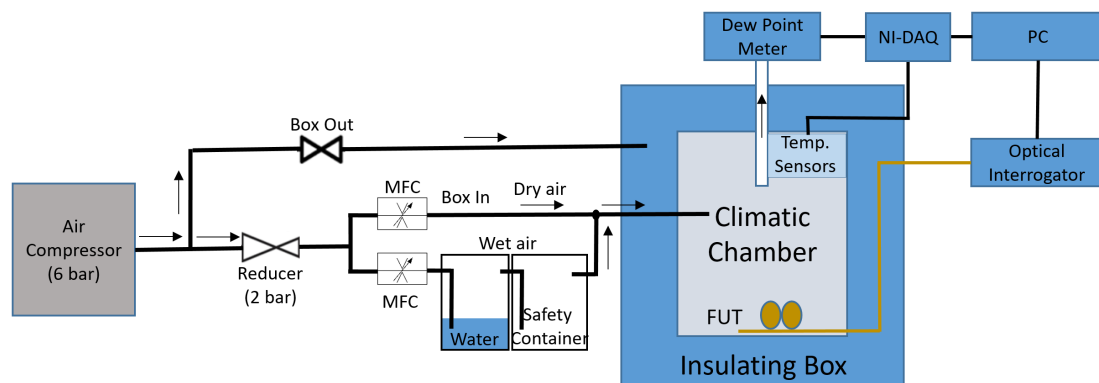 Dew Point
Meter
NI-DAQ
PC
Box Out
Temp.
Sensors
Optical
Interrogator
Air
Compressor
(6 bar)
MFC
Box In
Dry air
Climatic
Chamber
Reducer
(2 bar)
MFC
Wet air
Water
Safety
Container
FUT
Insulating Box